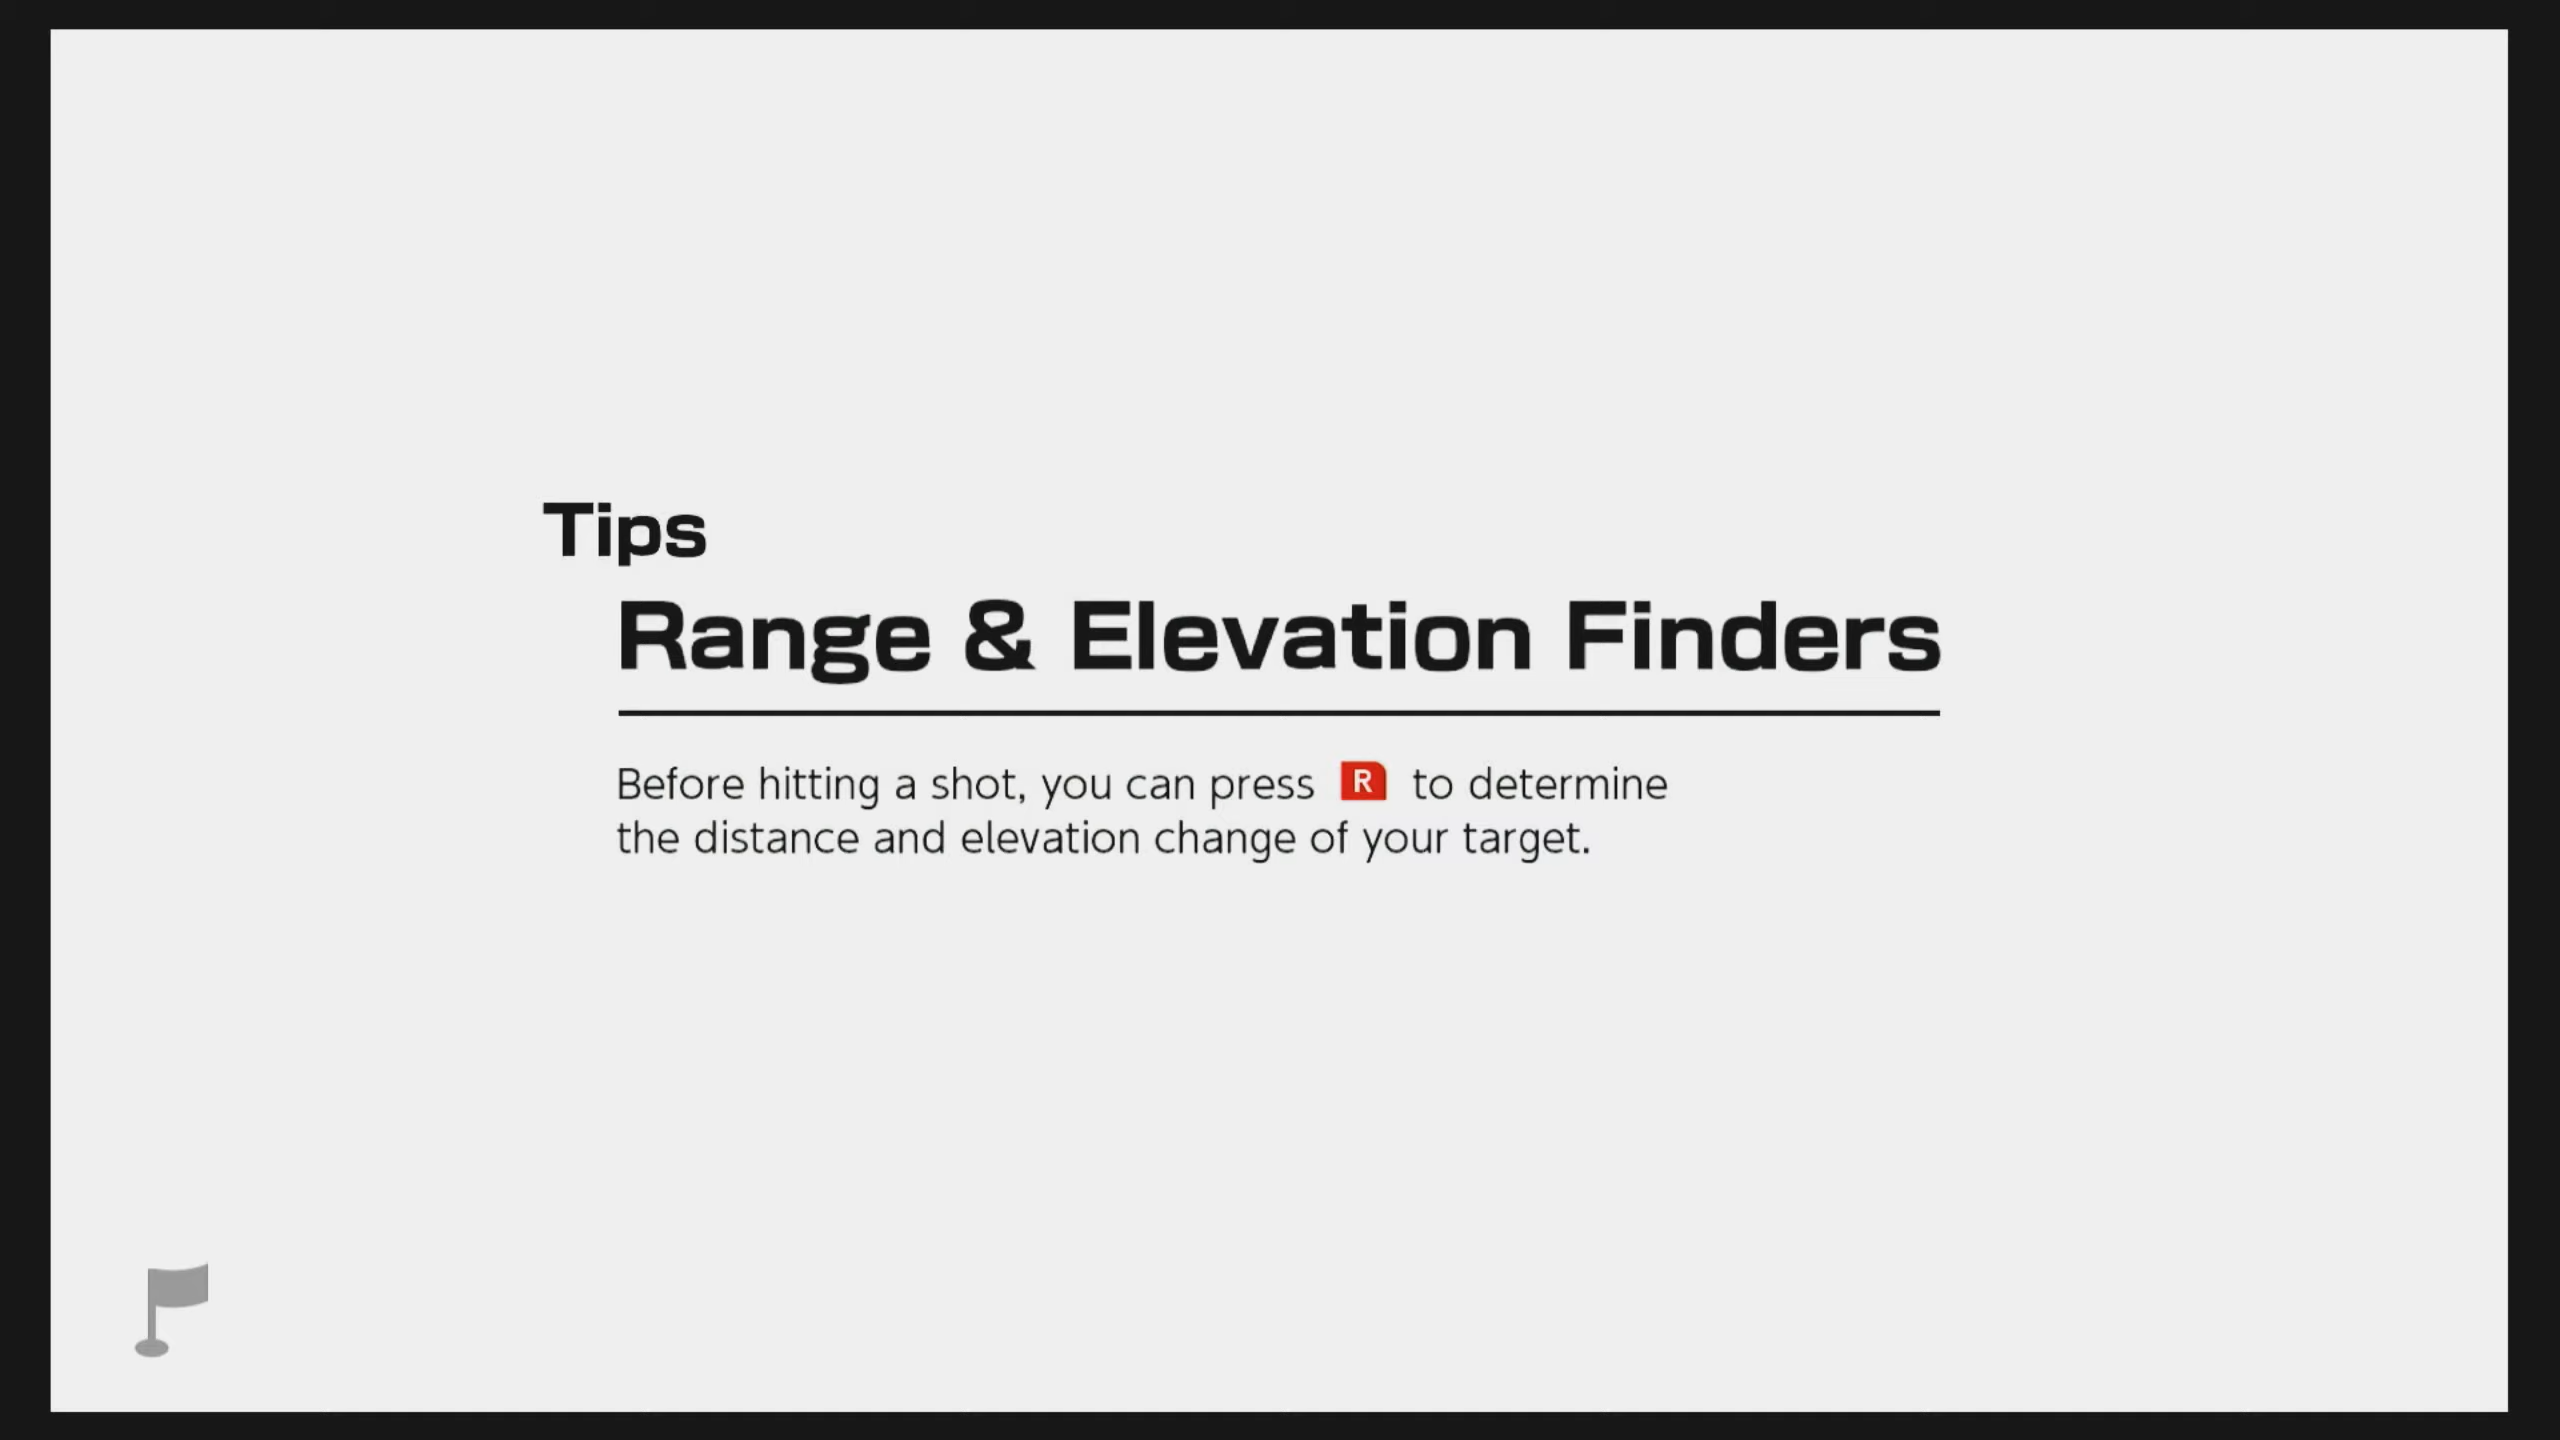 Tips
Range & Elevation Finders
Before hitting a shot, you can press R to determine
the distance and elevation change of your target.